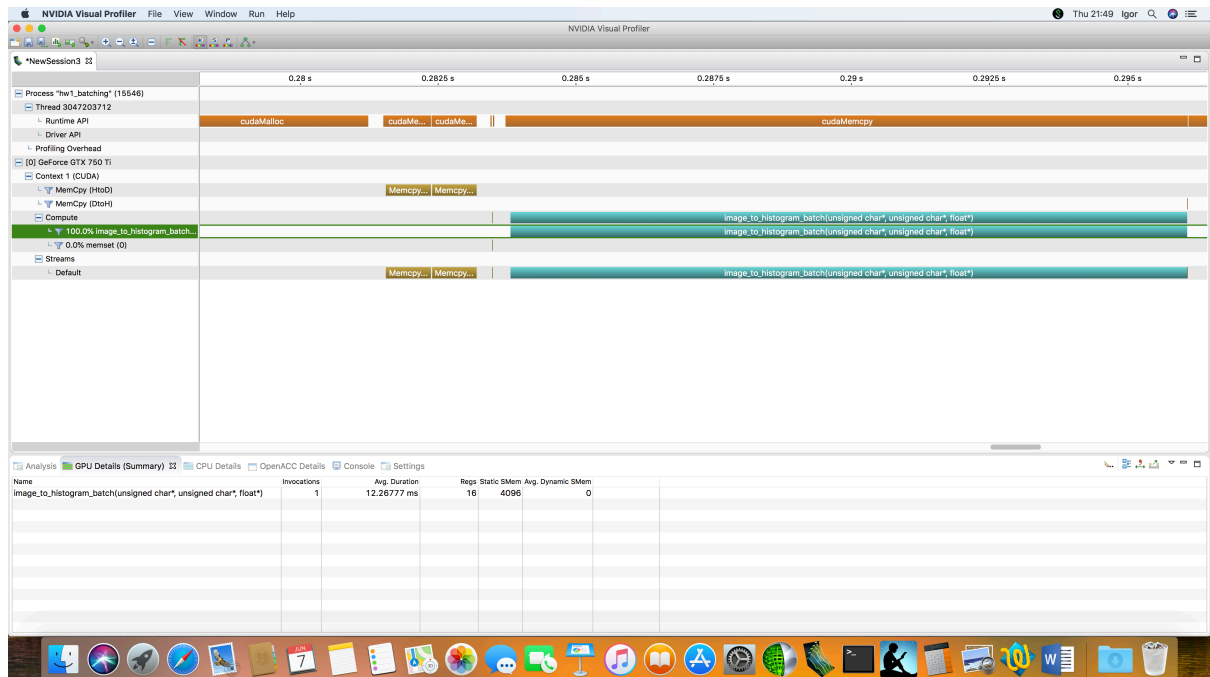 NVIDIA Visual Profiler File View Window Run Help Thu 21:49 Igor
NVIDIA Visual Profiler
*NewSession3
0.28 s 0.2825 s 0.285 s 0.2875 s 0.29 s 0.2925 s 0.295 s
Process "hw1_batching" (15546)
Thread 3047203712
Runtime API cudaMalloc cudaMe... cudaMe... cudaMemcpy
Driver API
Profiling Overhead
[0] GeForce GTX 750 Ti
Context 1 (CUDA)
MemCpy (HtoD) Memcpy... Memcpy...
MemCpy (DtoH)
Compute image_to_histogram_batch(unsigned char*, unsigned char*, float*)
100.0% image_to_histogram_batch... image_to_histogram_batch(unsigned char*, unsigned char*, float*)
0.0% memset (0)
Streams
Default Memcpy... Memcpy... image_to_histogram_batch(unsigned char*, unsigned char*, float*)
Analysis GPU Details (Summary) CPU Details OpenACC Details Console Settings
Name Invocations Avg. Duration Regs Static SMem Avg. Dynamic SMem
image_to_histogram_batch(unsigned char*, unsigned char*, float*) 1 12.26777 ms 16 4096 0
JUN
7
W